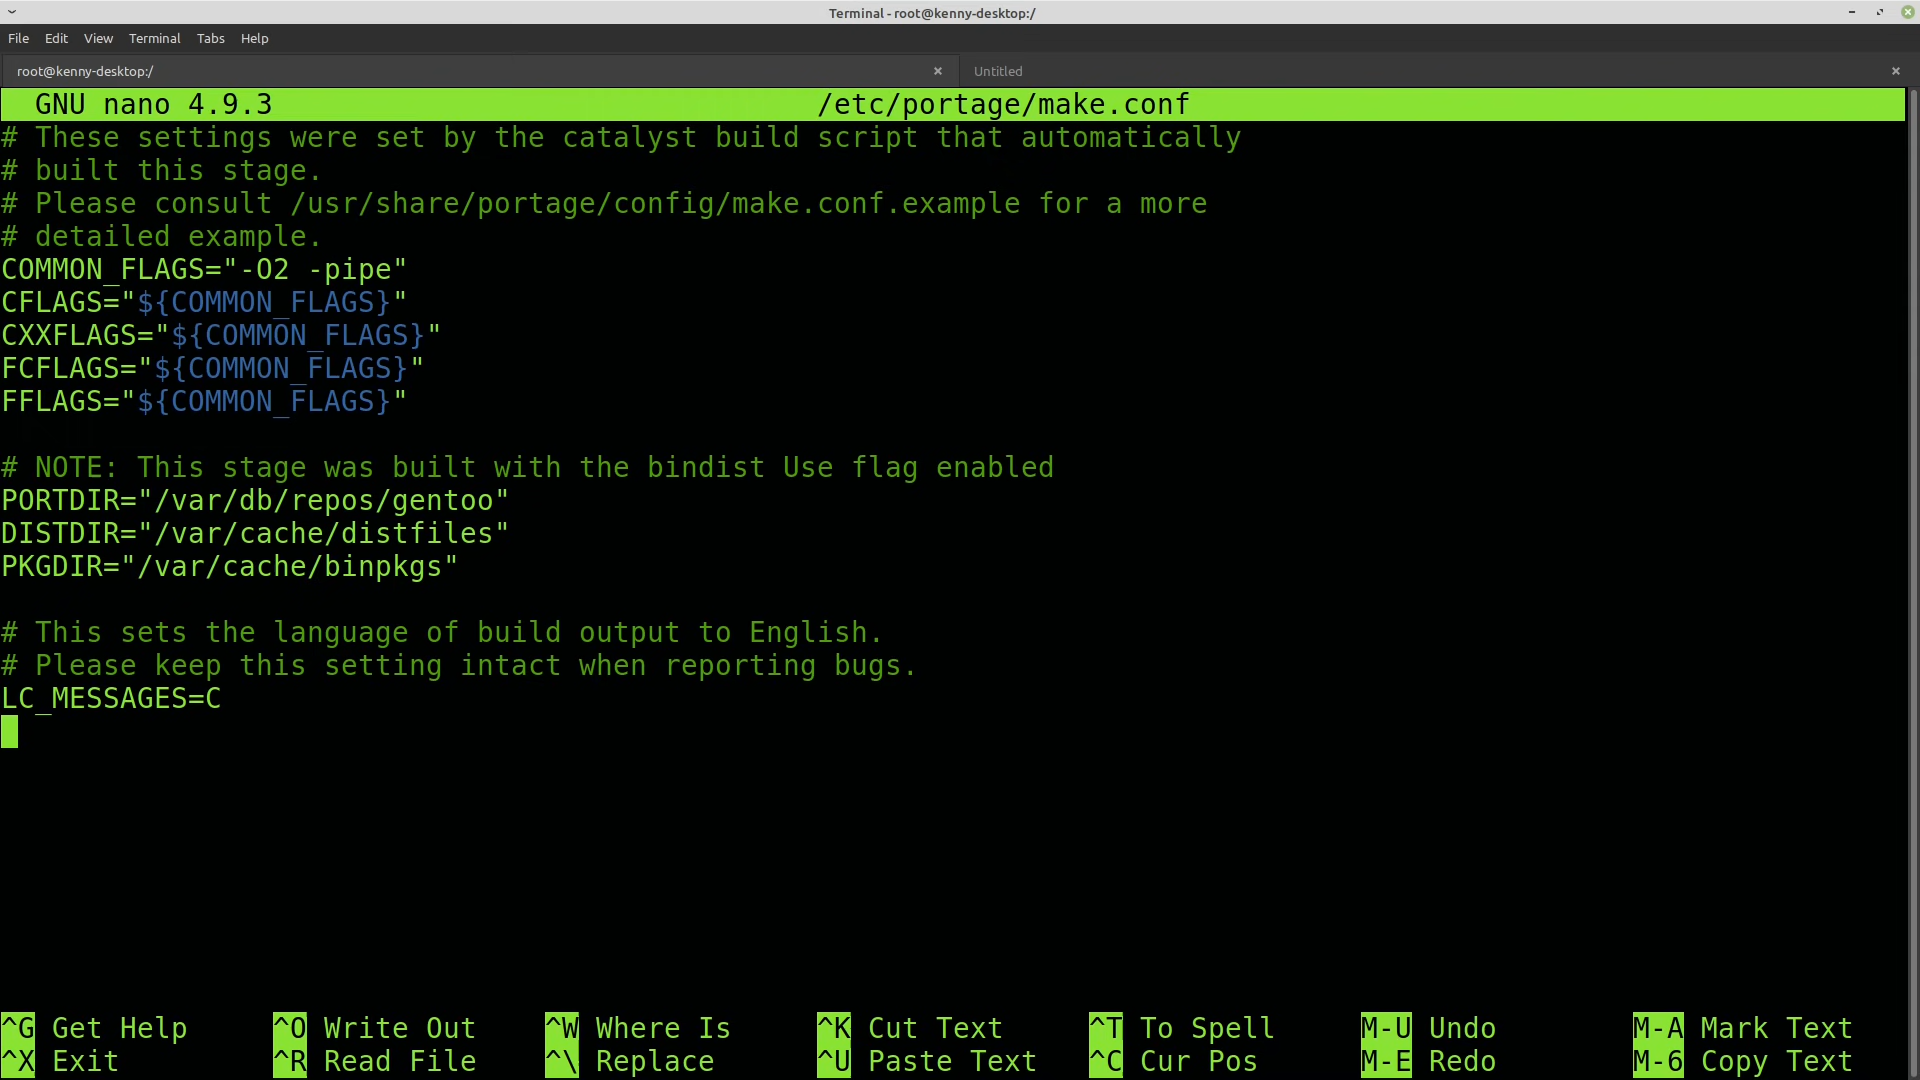 Terminal - root@kenny-desktop:/
File Edit View Terminal Tabs Help
root@kenny-desktop:/ Untitled
GNU nano 4.9.3 /etc/portage/make.conf
# These settings were set by the catalyst build script that automatically
# built this stage.
# Please consult /usr/share/portage/config/make.conf.example for a more
# detailed example.
COMMON_FLAGS="-O2 -pipe"
CFLAGS="${COMMON_FLAGS}"
CXXFLAGS="${COMMON_FLAGS}"
FCFLAGS="${COMMON_FLAGS}"
FFLAGS="${COMMON_FLAGS}"
# NOTE: This stage was built with the bindist Use flag enabled
PORTDIR="/var/db/repos/gentoo"
DISTDIR="/var/cache/distfiles"
PKGDIR="/var/cache/binpkgs"
# This sets the language of build output to English.
# Please keep this setting intact when reporting bugs.
LC_MESSAGES=C
^G Get Help ^O Write Out ^W Where Is ^K Cut Text ^T To Spell M-U Undo M-A Mark Text
^X Exit ^R Read File ^\ Replace ^U Paste Text ^C Cur Pos M-E Redo M-6 Copy Text